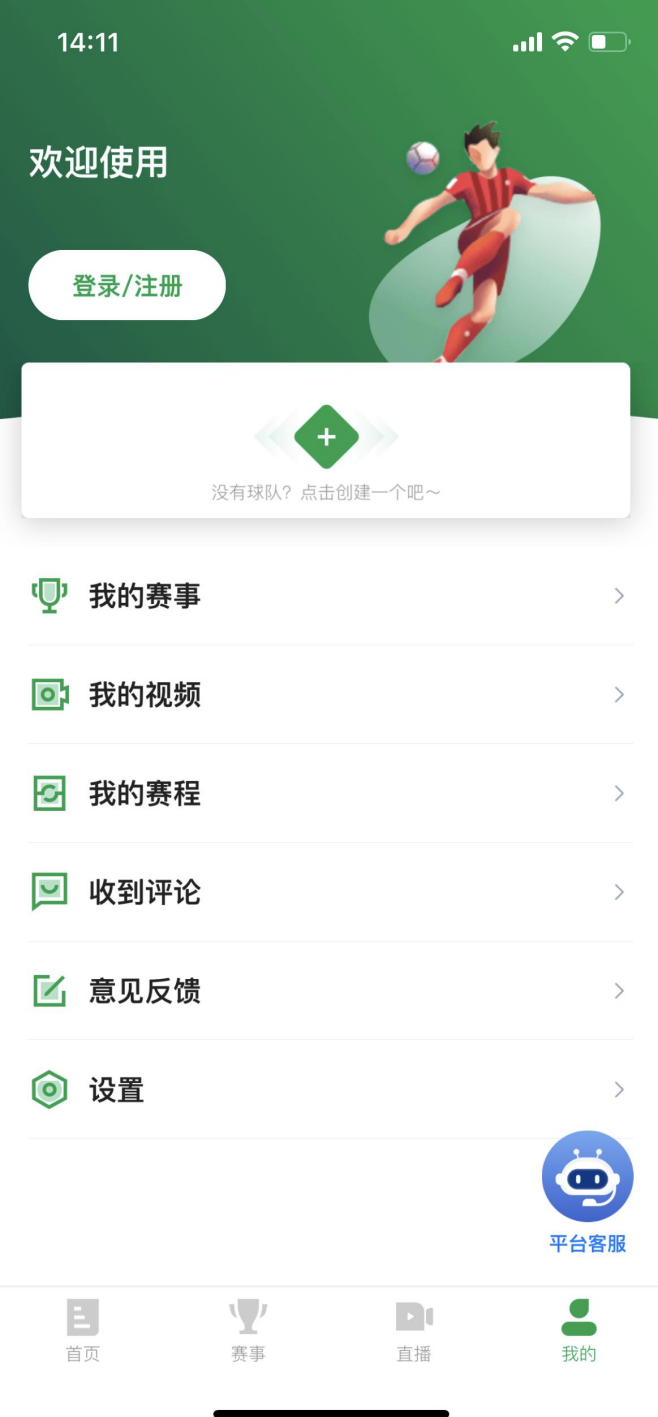 14:11
欢迎使用
登录/注册
没有球队？点击创建一个吧～
我的赛事
我的视频
我的赛程
收到评论
意见反馈
设置
平台客服
首页
赛事
直播
我的